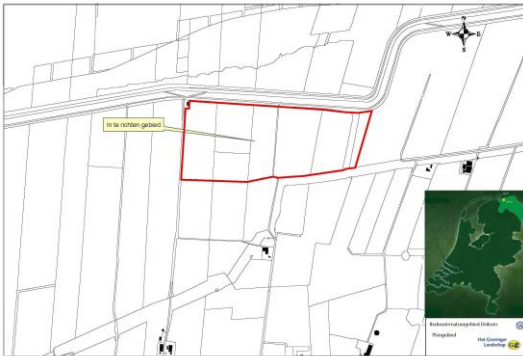 N
W E
S
In te richten gebied
Plangebied
Het Groninger
Landschap